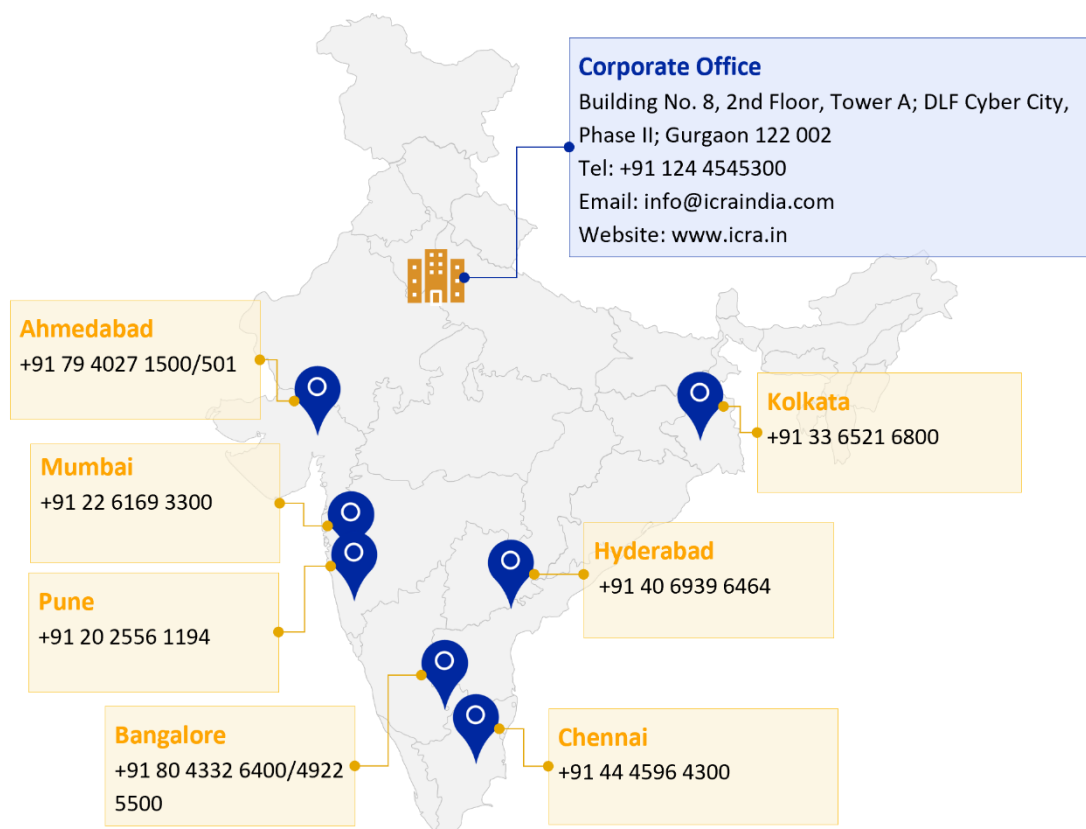 Corporate Office
Building No. 8, 2nd Floor, Tower A; DLF Cyber City,
Phase II; Gurgaon 122 002
Tel: +91 124 4545300
Email: info@icraindia.com
Website: www.icra.in
Ahmedabad
+91 79 4027 1500/501
Kolkata
+91 33 6521 6800
Mumbai
+91 22 6169 3300
Hyderabad
+91 40 6939 6464
Pune
+91 20 2556 1194
Bangalore
+91 80 4332 6400/4922
5500
Chennai
+91 44 4596 4300